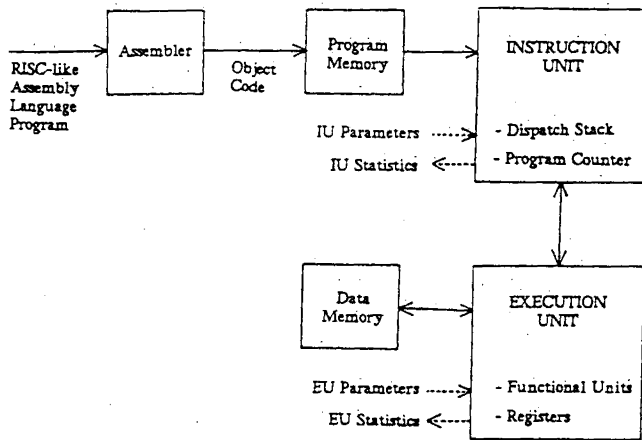 RISC-like
Assembly
Language
Program
Assembler
Object
Code
Program
Memory
INSTRUCTION
UNIT
IU Parameters
- Dispatch Stack
IU Statistics
- Program Counter
Data
Memory
EXECUTION
UNIT
EU Parameters
- Functional Units
EU Statistics
- Registers